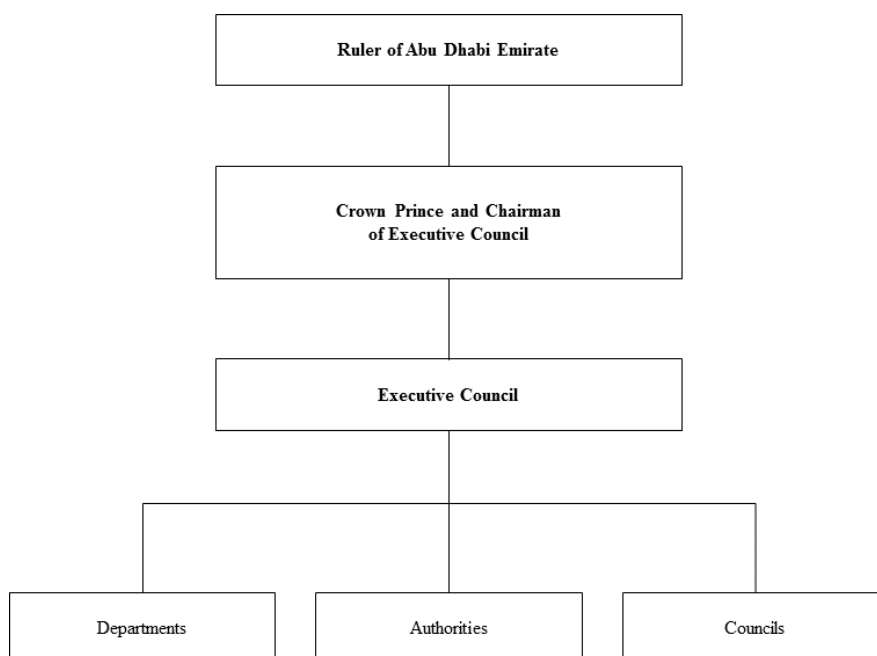 Ruler of Abu Dhabi Emirate
Crown Prince and Chairman
of Executive Council
Executive Council
Departments
Authorities
Councils